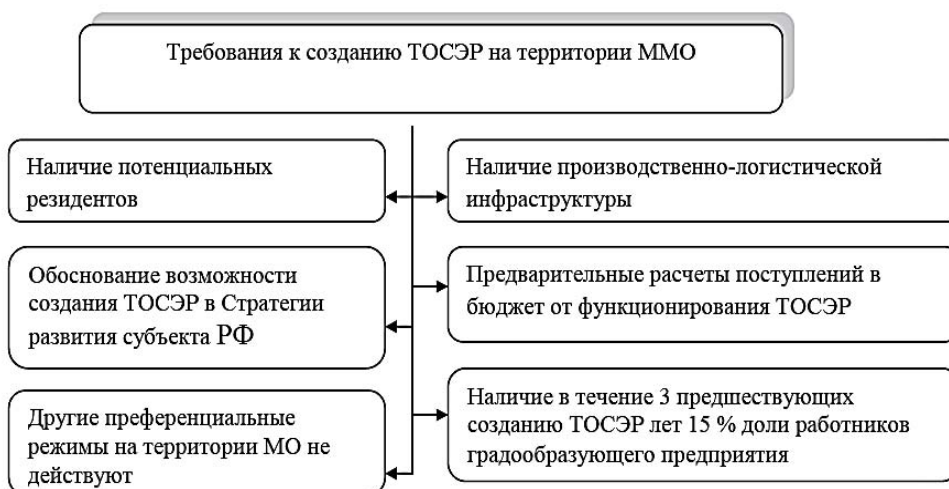 Требования к созданию ТОСЭР на территории ММО
Наличие потенциальных
резидентов
Наличие производственно-логистической
инфраструктуры
Обоснование возможности
создания ТОСЭР в Стратегии
развития субъекта РФ
Предварительные расчеты поступлений в
бюджет от функционирования ТОСЭР
Другие преференциальные
режимы на территории МО не
действуют
Наличие в течение 3 предшествующих
созданию ТОСЭР лет 15 % доли работников
градообразующего предприятия